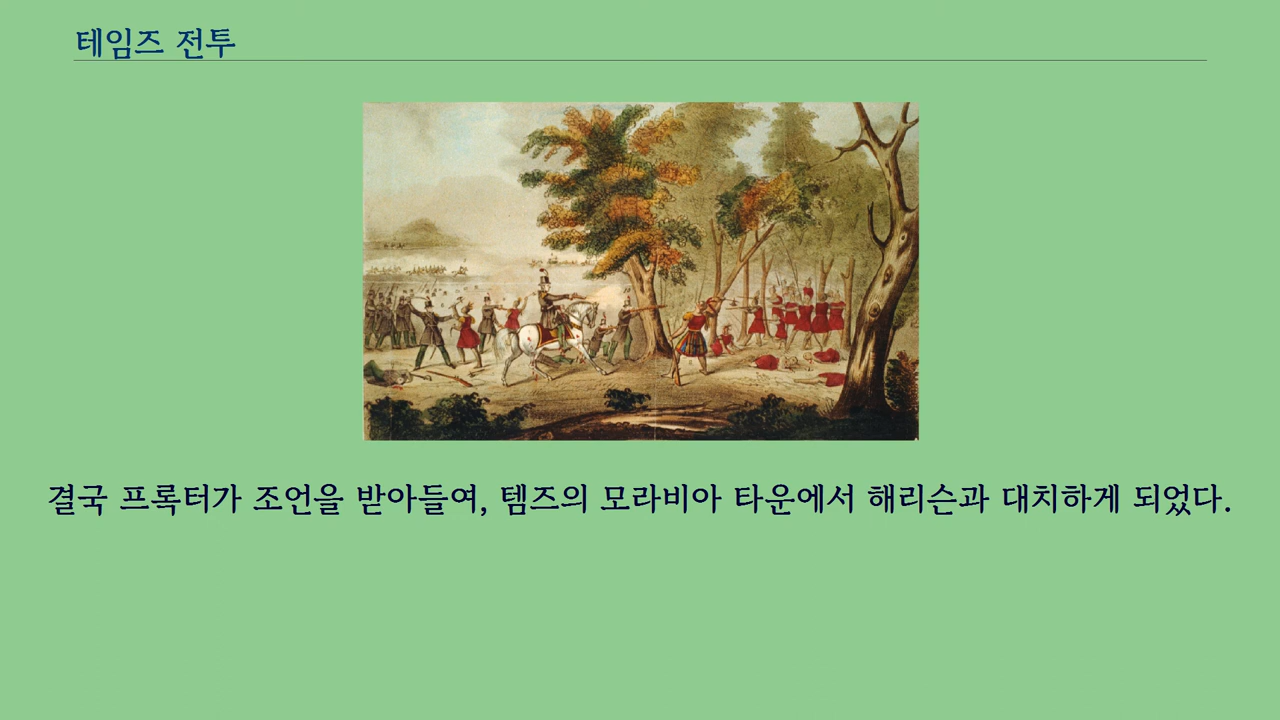 테임즈 전투
결국 프록터가 조언을 받아들여, 템즈의 모라비아 타운에서 해리슨과 대치하게 되었다.